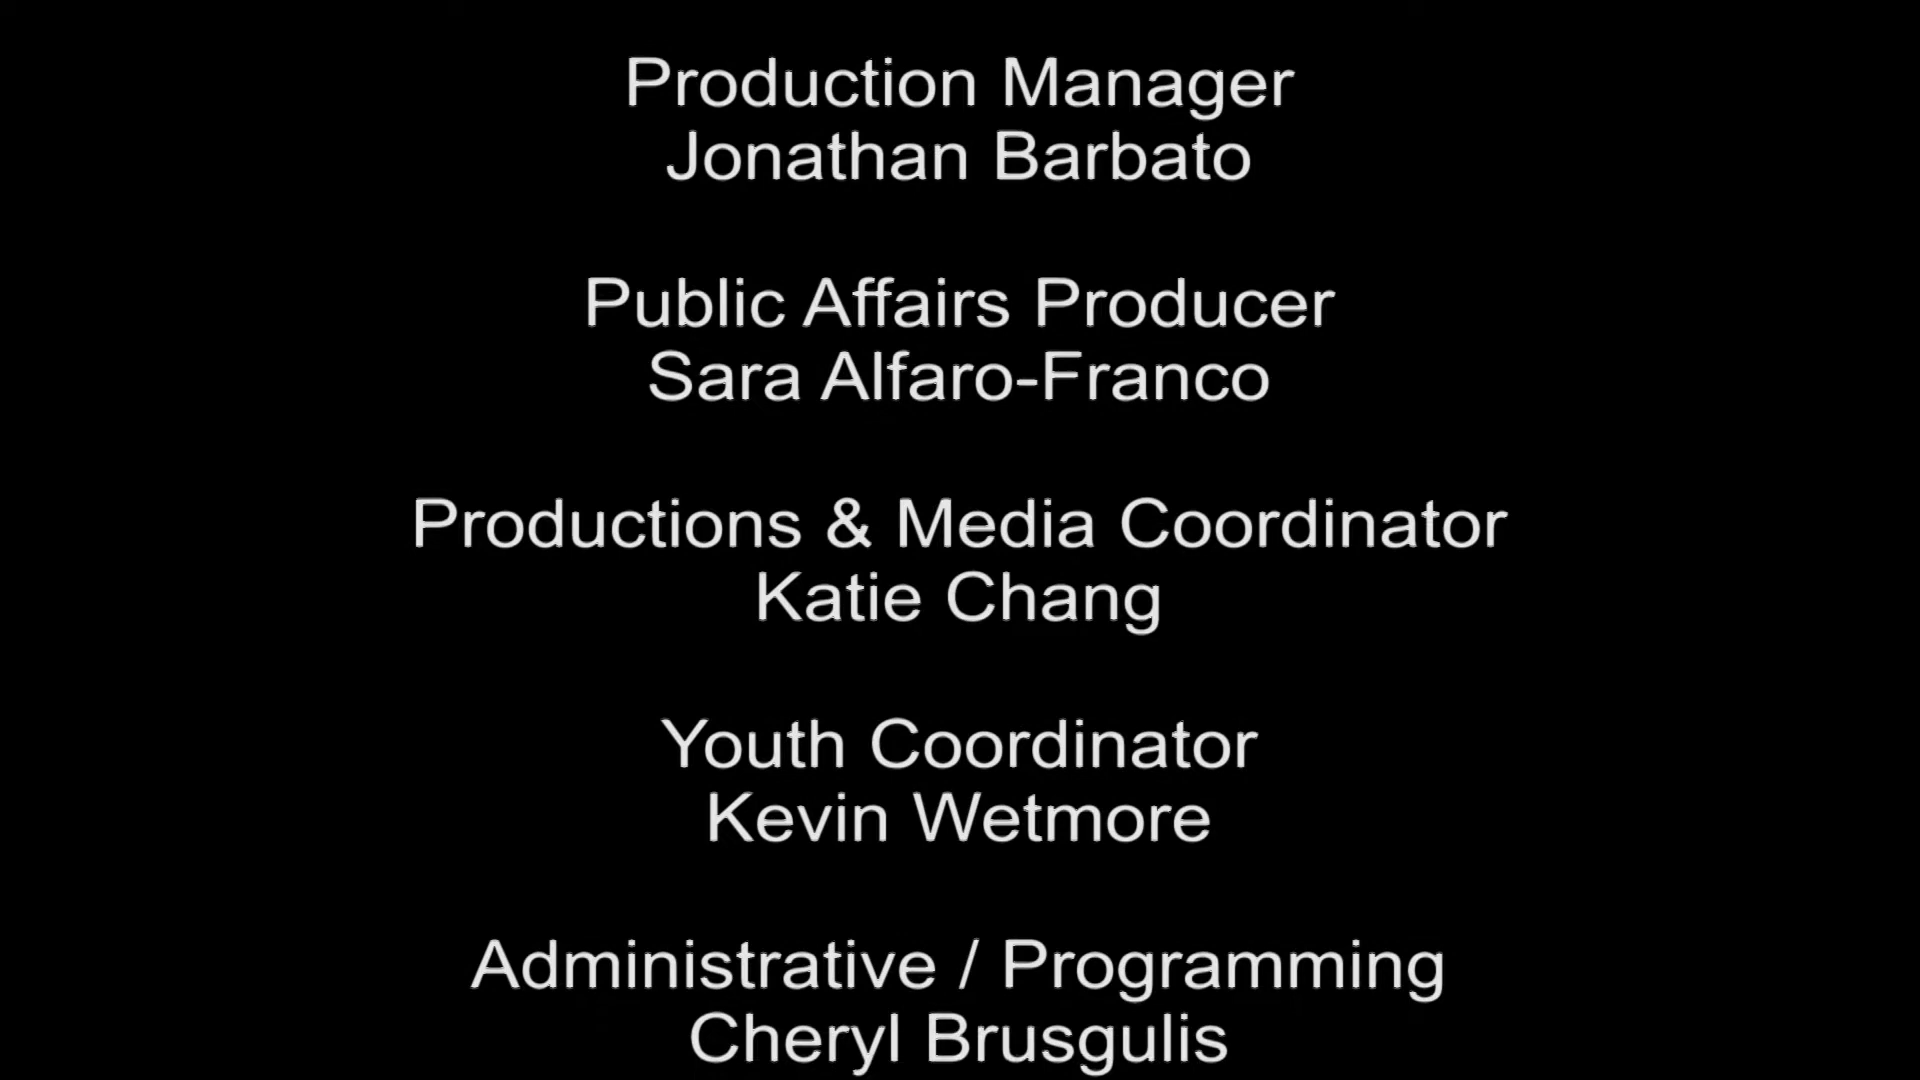 Production Manager
Jonathan Barbato
Public Affairs Producer
Sara Alfaro-Franco
Productions & Media Coordinator
Katie Chang
Youth Coordinator
Kevin Wetmore
Administrative / Programming
Cheryl Brusgulis